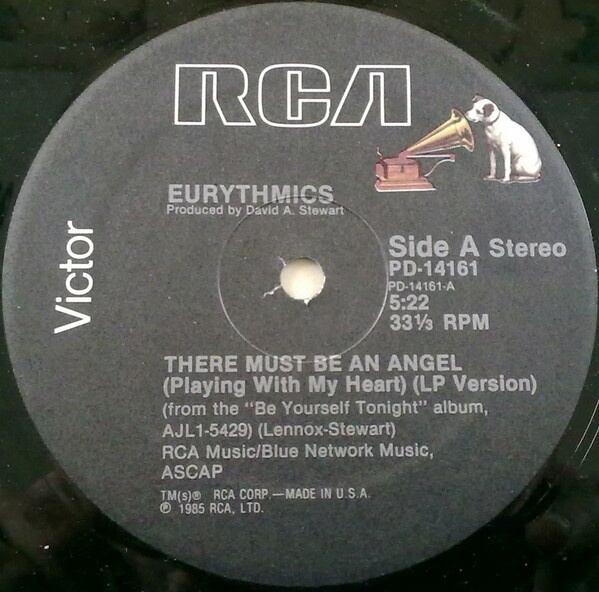 RCA
EURYTHMICS
Produced by David A. Stewart
Victor
Side A Stereo
PD-14161
PD-14161-A
5:22
33⅓ RPM
THERE MUST BE AN ANGEL
(Playing With My Heart) (LP Version)
(from the "Be Yourself Tonight" album,
AJL1-5429) (Lennox-Stewart)
RCA Music/Blue Network Music,
ASCAP
TM(s)® RCA CORP.—MADE IN U.S.A.
℗ 1985 RCA, LTD.